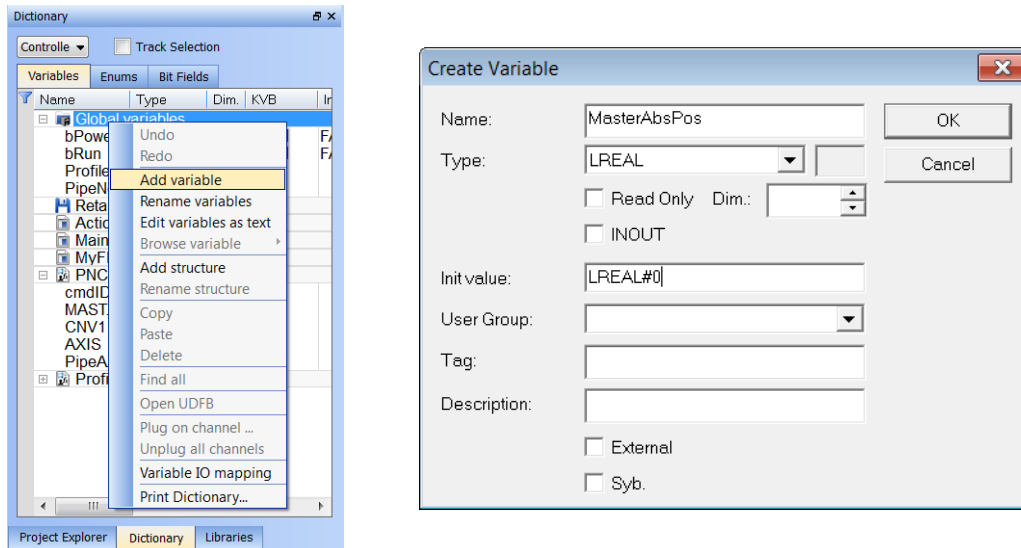 Dictionary
Controlle
Track Selection
Variables Enums Bit Fields
Name Type Dim. KVB
Global variables
bPowe
bRun
Profile
PipeN
Reta
Actio
Main
MyF
PNC
cmdID
MAST
CNV1
AXIS
PipeA
Profi
Undo
Redo
Add variable
Rename variables
Edit variables as text
Browse variable
Add structure
Rename structure
Copy
Paste
Delete
Find all
Open UDFB
Plug on channel ...
Unplug all channels
Variable IO mapping
Print Dictionary...
Project Explorer Dictionary Libraries
Create Variable
Name: MasterAbsPos OK
Type: LREAL Cancel
Read Only Dim.:
INOUT
Init value: LREAL#0
User Group:
Tag:
Description:
External
Syb.